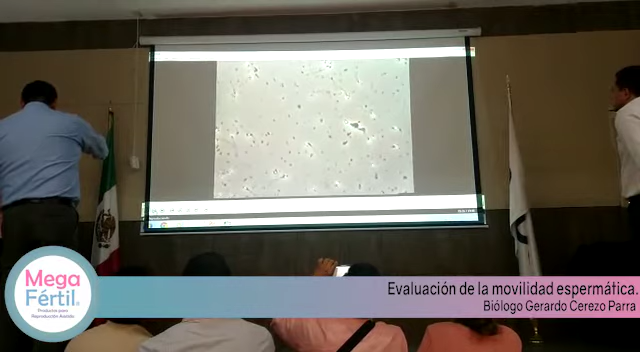 Mega
Fértil
Productos para
Reproducción Asistida
Evaluación de la movilidad espermática.
Biólogo Gerardo Cerezo Parra